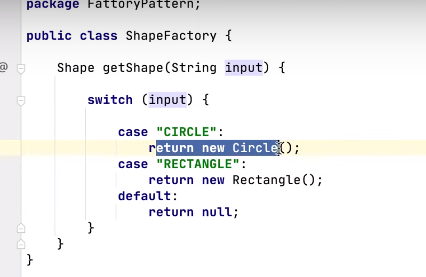 package FattoryPattern;
public class ShapeFactory {
@ Shape getShape(String input) {
switch (input) {
case "CIRCLE":
return new Circle();
case "RECTANGLE":
return new Rectangle();
default:
return null;
}
}
}